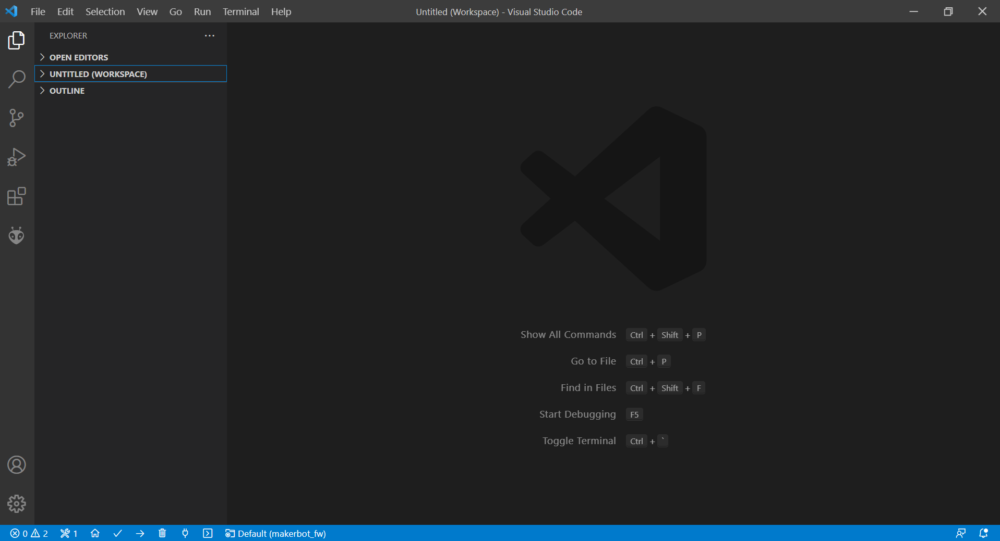 File Edit Selection View Go Run Terminal Help
Untitled (Workspace) - Visual Studio Code
EXPLORER
OPEN EDITORS
UNTITLED (WORKSPACE)
OUTLINE
Show All Commands Ctrl + Shift + P
Go to File Ctrl + P
Find in Files Ctrl + Shift + F
Start Debugging F5
Toggle Terminal Ctrl + `
0 2 1 Default (makerbot_fw)